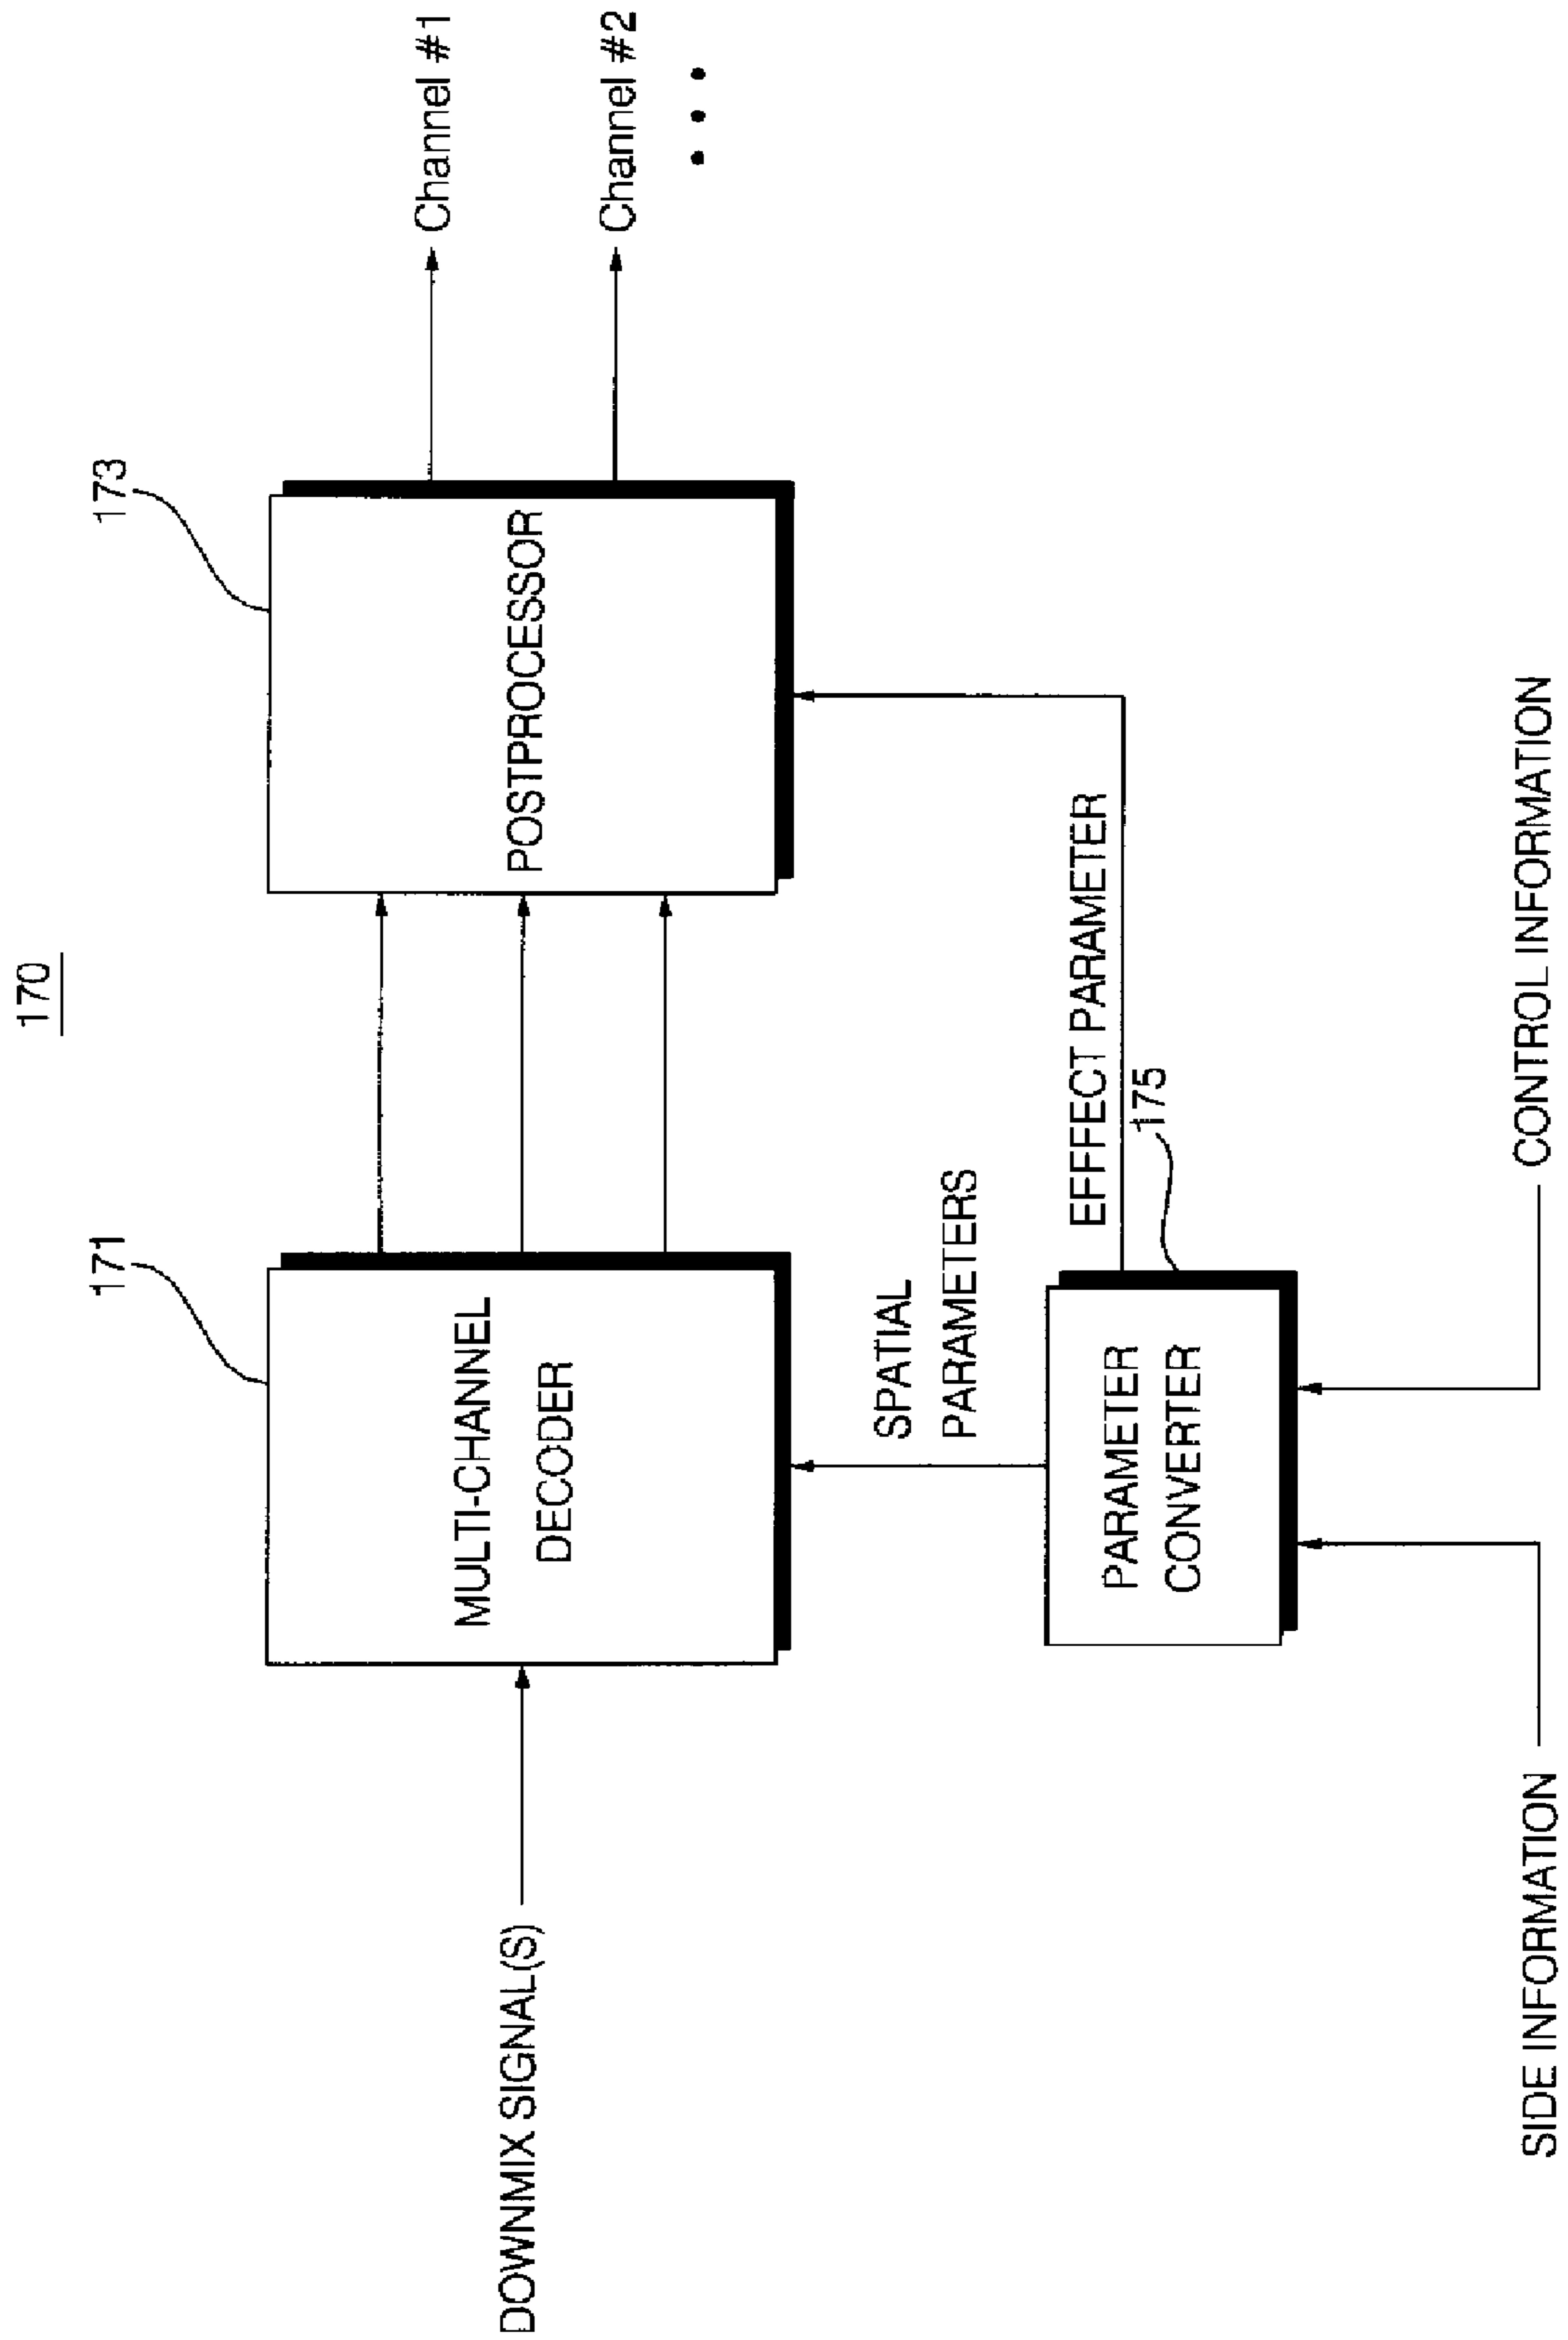 170
171
173
DOWNMIX SIGNAL(S)
MULTI-CHANNEL
DECODER
POSTPROCESSOR
Channel #1
Channel #2
SPATIAL
PARAMETERS
EFFFECT PARAMETER
175
PARAMETER
CONVERTER
SIDE INFORMATION
CONTROL INFORMATION